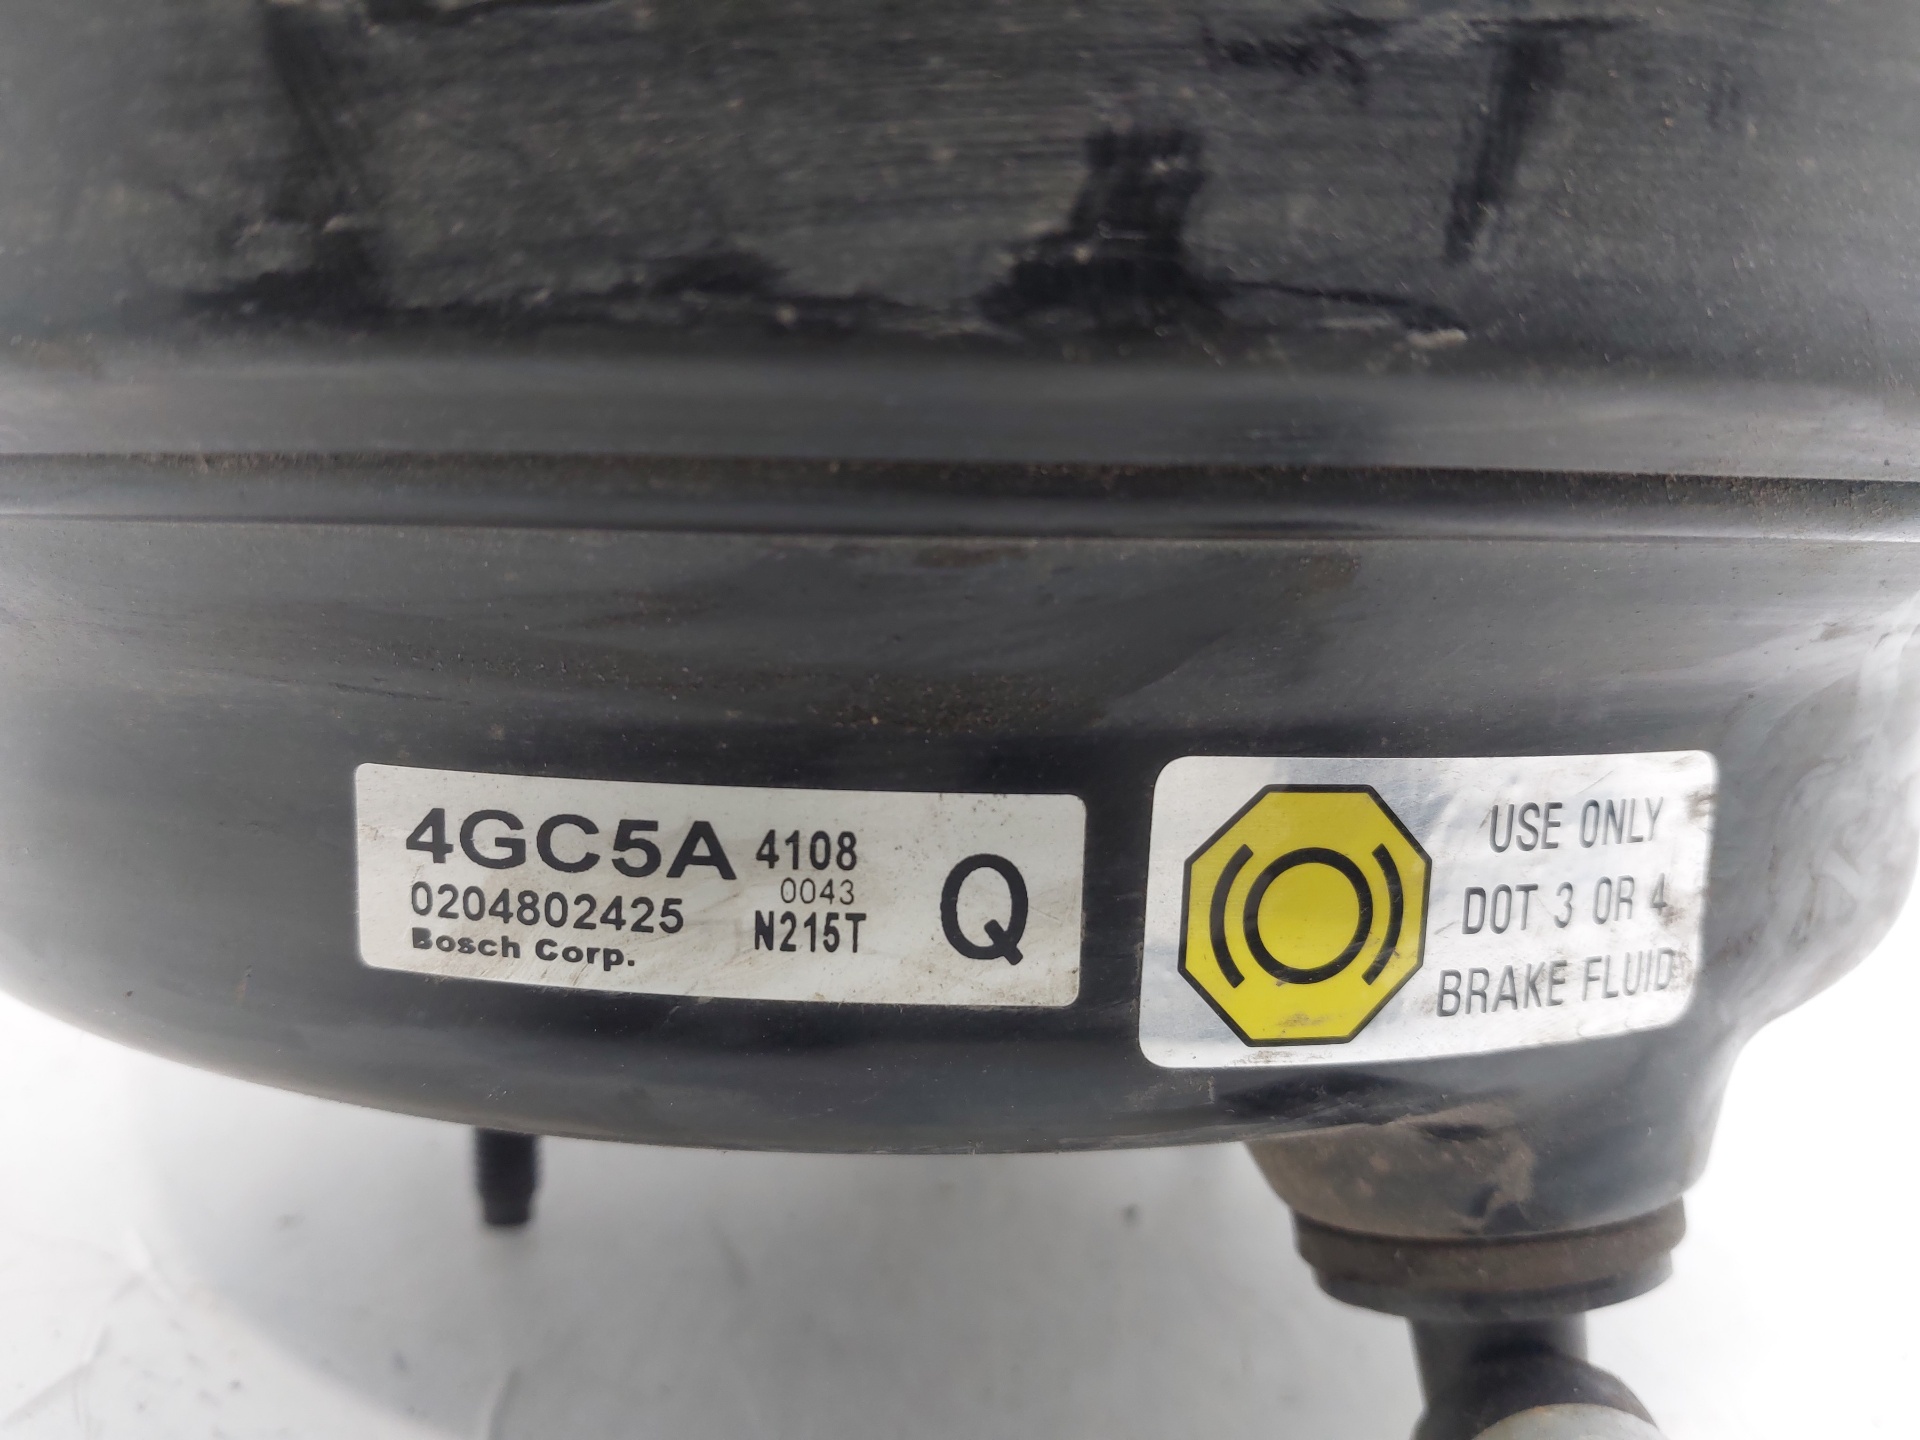 4GC5A 4108
0204802425 0043
Bosch Corp. N215T
Q
USE ONLY
DOT 3 OR 4
BRAKE FLUID